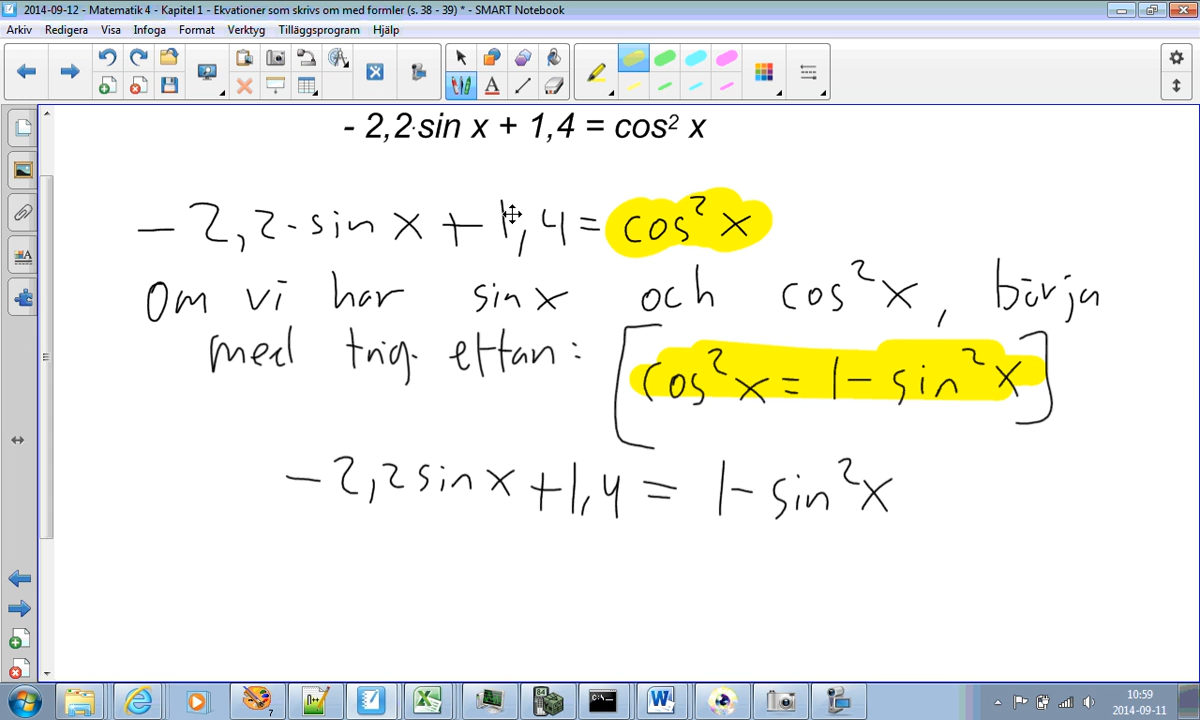 2014-09-12 - Matematik 4 - Kapitel 1 - Ekvationer som skrivs om med formler (s. 38 - 39) * - SMART Notebook
Arkiv Redigera Visa Infoga Format Verktyg Tilläggsprogram Hjälp
- 2,2·sin x + 1,4 = cos² x
- 2,2·sin x + 1,4 = cos² x
Om vi har sin x och cos² x, börja
med trig. ettan:
[cos² x = 1 - sin² x]
- 2,2 sin x + 1,4 = 1 - sin² x
10:59
2014-09-11